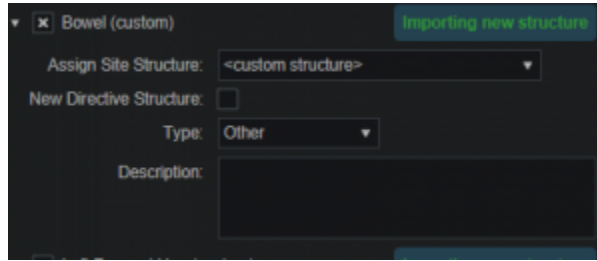 Bowel (custom)
Importing new structure
Assign Site Structure: <custom structure>
New Directive Structure:
Type: Other
Description: